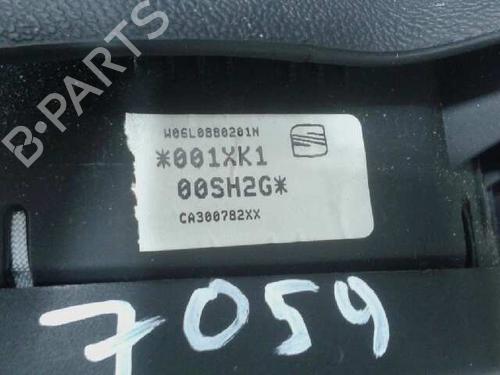 W06L0880201N
*001XK1
00SH2G*
CA300782XX
7059
B-PARTS